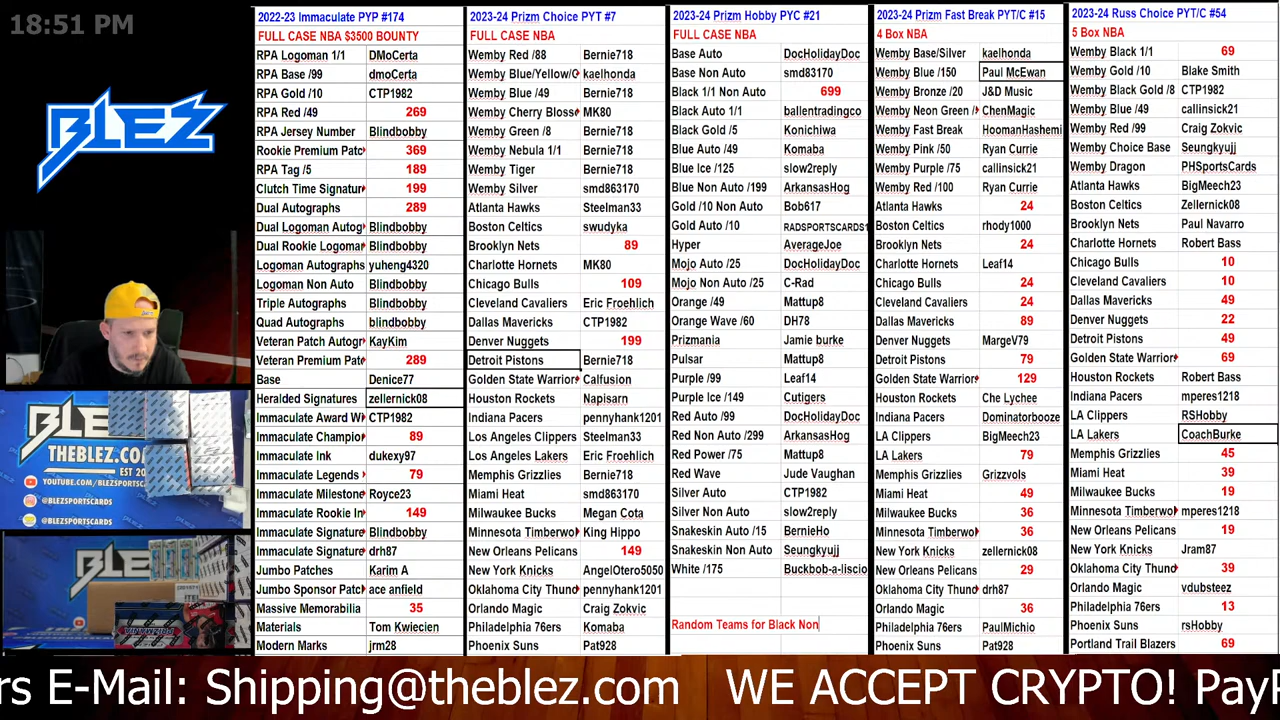 18:51 PM
BLEZ
BLEZ
THEBLEZ.COM
EST 20
YOUTUBE.COM/BLEZSPORTSCARDS
@BLEZSPORTSCARDS
@BLEZSPORTSCARDS
2022-23 Immaculate PYP #174
FULL CASE NBA $3500 BOUNTY
RPA Logoman 1/1 DMoCerta
RPA Base /99 dmoCerta
RPA Gold /10 CTP1982
RPA Red /49 269
RPA Jersey Number Blindbobby
Rookie Premium Patc 369
RPA Tag /5 189
Clutch Time Signatur 199
Dual Autographs 289
Dual Logoman Autog Blindbobby
Dual Rookie Logoma Blindbobby
Logoman Autographs yuheng4320
Logoman Non Auto Blindbobby
Triple Autographs Blindbobby
Quad Autographs blindbobby
Veteran Patch Autogr KayKim
Veteran Premium Pat 289
Base Denice77
Heralded Signatures zellernick08
Immaculate Award Wi CTP1982
Immaculate Champio 89
Immaculate Ink dukexy97
Immaculate Legends 79
Immaculate Mileston Royce23
Immaculate Rookie In 149
Immaculate Signatur Blindbobby
Immaculate Signatur drh87
Jumbo Patches Karim A
Jumbo Sponsor Patc ace anfield
Massive Memorabilia 35
Materials Tom Kwiecien
Modern Marks jrm28
2023-24 Prizm Choice PYT #7
FULL CASE NBA
Wemby Red /88 Bernie718
Wemby Blue/Yellow/G kaelhonda
Wemby Blue /49 Bernie718
Wemby Cherry Bloss MK80
Wemby Green /8 Bernie718
Wemby Nebula 1/1 Bernie718
Wemby Tiger Bernie718
Wemby Silver smd863170
Atlanta Hawks Steelman33
Boston Celtics swudyka
Brooklyn Nets 89
Charlotte Hornets MK80
Chicago Bulls 109
Cleveland Cavaliers Eric Froehlich
Dallas Mavericks CTP1982
Denver Nuggets 199
Detroit Pistons Bernie718
Golden State Warrior Calfusion
Houston Rockets Napisarn
Indiana Pacers pennyhank1201
Los Angeles Clippers Steelman33
Los Angeles Lakers Eric Froehlich
Memphis Grizzlies Bernie718
Miami Heat smd863170
Milwaukee Bucks Megan Cota
Minnesota Timberwo King Hippo
New Orleans Pelicans 149
New York Knicks AngelOtero5050
Oklahoma City Thun pennyhank1201
Orlando Magic Craig Zokvic
Philadelphia 76ers Komaba
Phoenix Suns Pat928
2023-24 Prizm Hobby PYC #21
FULL CASE NBA
Base Auto DocHolidayDoc
Base Non Auto smd83170
Black 1/1 Non Auto 699
Black Auto 1/1 ballentradingco
Black Gold /5 Konichiwa
Blue Auto /49 Komaba
Blue Ice /125 slow2reply
Blue Non Auto /199 ArkansasHog
Gold /10 Non Auto Bob617
Gold Auto /10 RADSPORTSCARDS1
Hyper AverageJoe
Mojo Auto /25 DocHolidayDoc
Mojo Non Auto /25 C-Rad
Orange /49 Mattup8
Orange Wave /60 DH78
Prizmania Jamie burke
Pulsar Mattup8
Purple /99 Leaf14
Purple Ice /149 Cutigers
Red Auto /99 DocHolidayDoc
Red Non Auto /299 ArkansasHog
Red Power /75 Mattup8
Red Wave Jude Vaughan
Silver Auto CTP1982
Silver Non Auto slow2reply
Snakeskin Auto /15 BernieHo
Snakeskin Non Auto Seungkyujj
White /175 Buckbob-a-liscio
Random Teams for Black Non
2023-24 Prizm Fast Break PYT/C #15
4 Box NBA
Wemby Base/Silver kaelhonda
Wemby Blue /150 Paul McEwan
Wemby Bronze /20 J&D Music
Wemby Neon Green / ChenMagic
Wemby Fast Break HoomanHashemi
Wemby Pink /50 Ryan Currie
Wemby Purple /75 callinsick21
Wemby Red /100 Ryan Currie
Atlanta Hawks 24
Boston Celtics rhody1000
Brooklyn Nets 24
Charlotte Hornets Leaf14
Chicago Bulls 24
Cleveland Cavaliers 24
Dallas Mavericks 89
Denver Nuggets MargeV79
Detroit Pistons 79
Golden State Warrior 129
Houston Rockets Che Lychee
Indiana Pacers Dominatorbooze
LA Clippers BigMeech23
LA Lakers 79
Memphis Grizzlies Grizzvols
Miami Heat 49
Milwaukee Bucks 36
Minnesota Timberwo 36
New York Knicks zellernick08
New Orleans Pelicans 29
Oklahoma City Thund drh87
Orlando Magic 36
Philadelphia 76ers PaulMichio
Phoenix Suns Pat928
2023-24 Russ Choice PYT/C #54
5 Box NBA
Wemby Black 1/1 69
Wemby Gold /10 Blake Smith
Wemby Black Gold /8 CTP1982
Wemby Blue /49 callinsick21
Wemby Red /99 Craig Zokvic
Wemby Choice Base Seungkyujj
Wemby Dragon PHSportsCards
Atlanta Hawks BigMeech23
Boston Celtics Zellernick08
Brooklyn Nets Paul Navarro
Charlotte Hornets Robert Bass
Chicago Bulls 10
Cleveland Cavaliers 10
Dallas Mavericks 49
Denver Nuggets 22
Detroit Pistons 49
Golden State Warrior 69
Houston Rockets Robert Bass
Indiana Pacers mperes1218
LA Clippers RSHobby
LA Lakers CoachBurke
Memphis Grizzlies 45
Miami Heat 39
Milwaukee Bucks 19
Minnesota Timberwo mperes1218
New Orleans Pelicans 19
New York Knicks Jram87
Oklahoma City Thund 39
Orlando Magic vdubsteez
Philadelphia 76ers 13
Phoenix Suns rsHobby
Portland Trail Blazers 69
rs E-Mail: Shipping@theblez.com WE ACCEPT CRYPTO! PayP